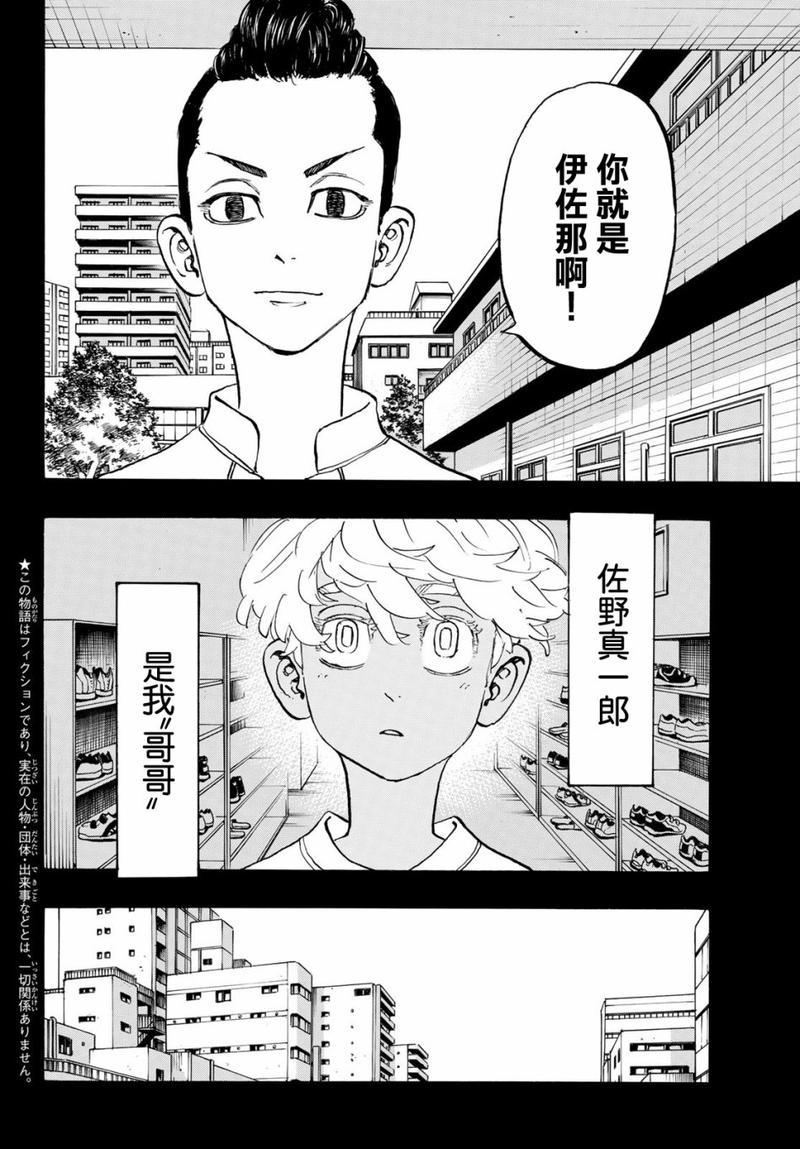 你就是
伊佐那啊！
佐野真一郎
是我“哥哥”
★この物語はフィクションであり、実在の人物・団体・出来事などとは、一切関係ありません。